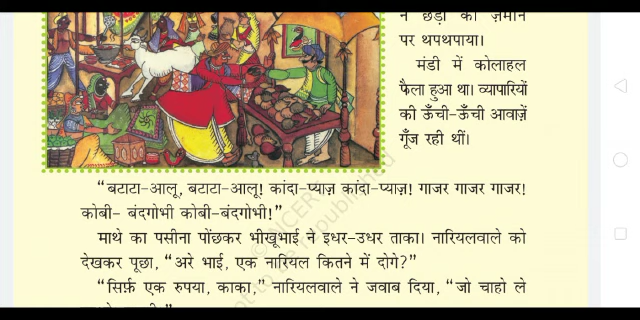 ने छड़ी को ज़मीन
पर थपथपाया।
मंडी में कोलाहल
फैला हुआ था। व्यापारियों
की ऊँची-ऊँची आवाज़ें
गूँज रही थीं।
“बटाटा-आलू, बटाटा-आलू! कांदा-प्याज़ कांदा-प्याज़! गाजर गाजर गाजर!
कोबी- बंदगोभी कोबी-बंदगोभी!”
माथे का पसीना पोंछकर भीखूभाई ने इधर-उधर ताका। नारियलवाले को
देखकर पूछा, “अरे भाई, एक नारियल कितने में दोगे?”
“सिर्फ़ एक रुपया, काका,” नारियलवाले ने जवाब दिया, “जो चाहो ले